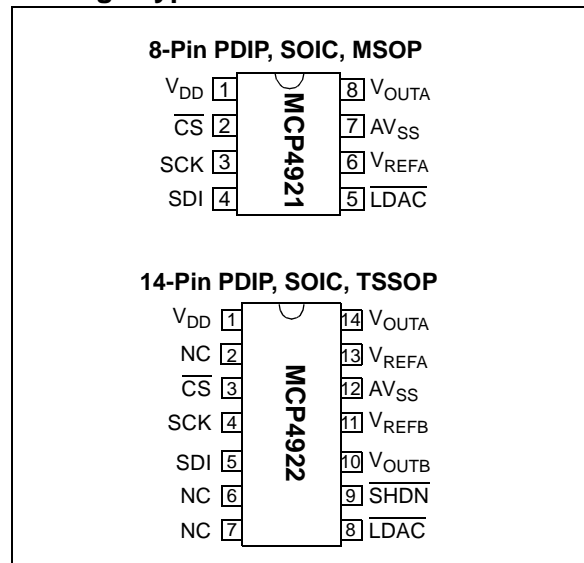 8-Pin PDIP, SOIC, MSOP
VDD 1 8 VOUTA
CS 2 7 AVSS
SCK 3 6 VREFA
SDI 4 5 LDAC
MCP4921
14-Pin PDIP, SOIC, TSSOP
VDD 1 14 VOUTA
NC 2 13 VREFA
CS 3 12 AVSS
SCK 4 11 VREFB
SDI 5 10 VOUTB
NC 6 9 SHDN
NC 7 8 LDAC
MCP4922